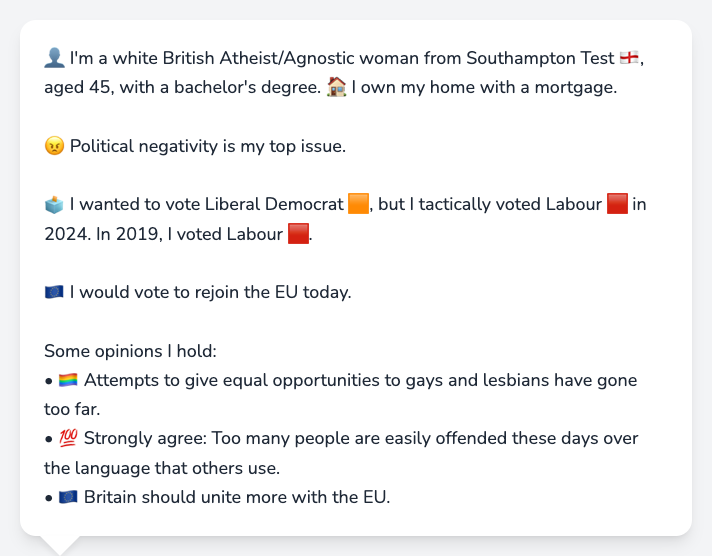 👤 I'm a white British Atheist/Agnostic woman from Southampton Test 🏴󠁧󠁢󠁥󠁮󠁧󠁿,
aged 45, with a bachelor's degree. 🏠 I own my home with a mortgage.
😠 Political negativity is my top issue.
🗳️ I wanted to vote Liberal Democrat 🟧, but I tactically voted Labour 🟥 in
2024. In 2019, I voted Labour 🟥.
🇪🇺 I would vote to rejoin the EU today.
Some opinions I hold:
• 🏳️‍🌈 Attempts to give equal opportunities to gays and lesbians have gone
too far.
• 💯 Strongly agree: Too many people are easily offended these days over
the language that others use.
• 🇪🇺 Britain should unite more with the EU.